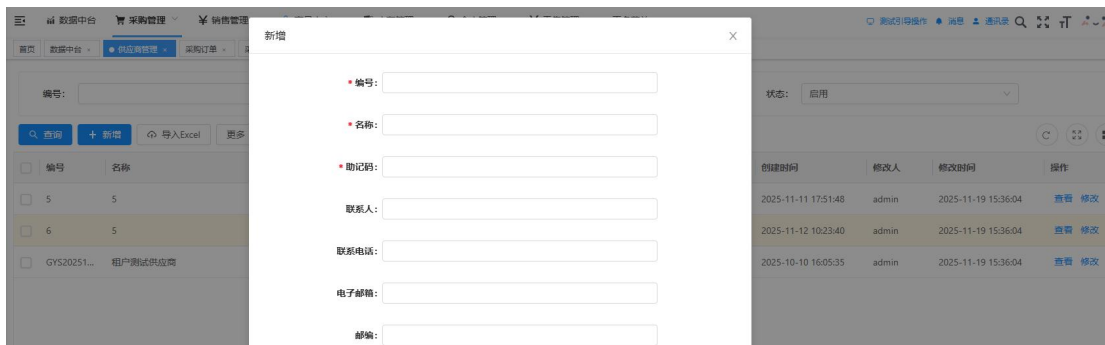 数据中台 采购管理 销售管理 测试引导操作 消息 通讯录
首页 数据中台 × 供应商管理 × 采购订单 ×
新增
编号: 状态: 启用
查询 + 新增 导入Excel 更多
编号 名称 创建时间 修改人 修改时间 操作
5 5 2025-11-11 17:51:48 admin 2025-11-19 15:36:04 查看 修改
6 5 2025-11-12 10:23:40 admin 2025-11-19 15:36:04 查看 修改
GYS20251... 租户测试供应商 2025-10-10 16:05:35 admin 2025-11-19 15:36:04 查看 修改
* 编号:
* 名称:
* 助记码:
联系人:
联系电话:
电子邮箱:
邮编: